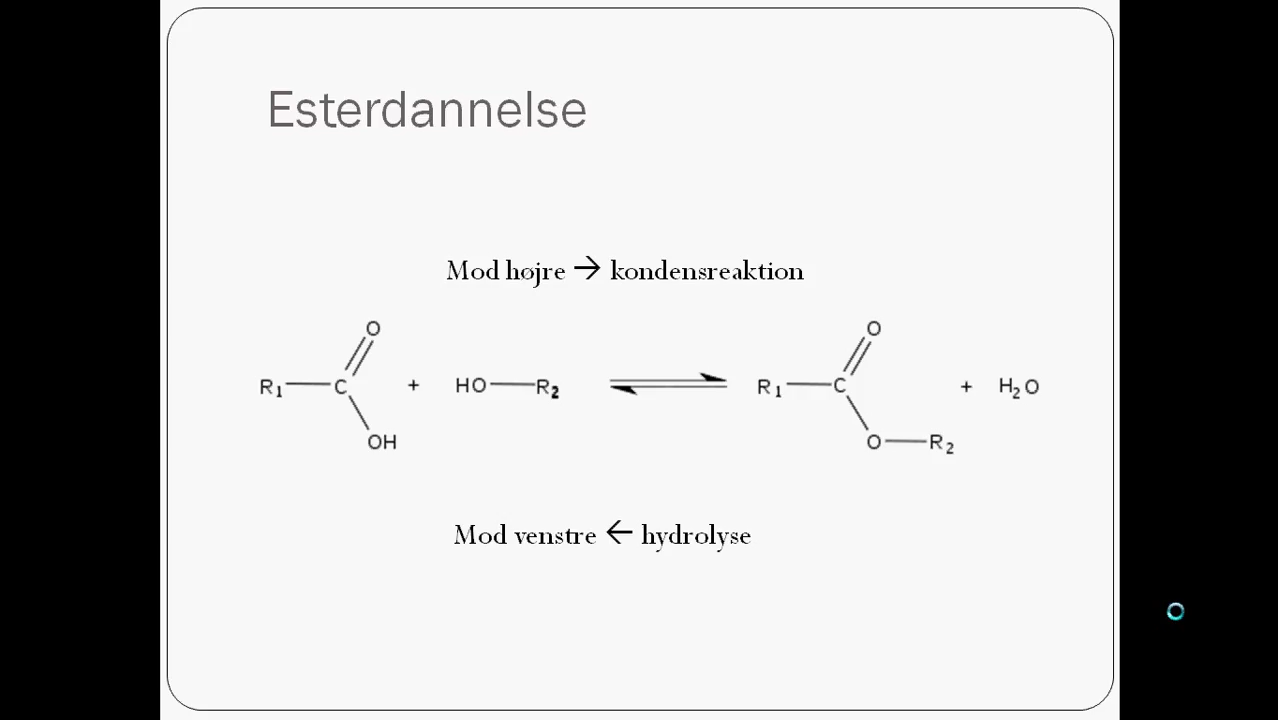 Esterdannelse
Mod højre → kondensreaktion
O O
R1 C + HO R2 R1 C + H2O
OH O R2
Mod venstre ← hydrolyse